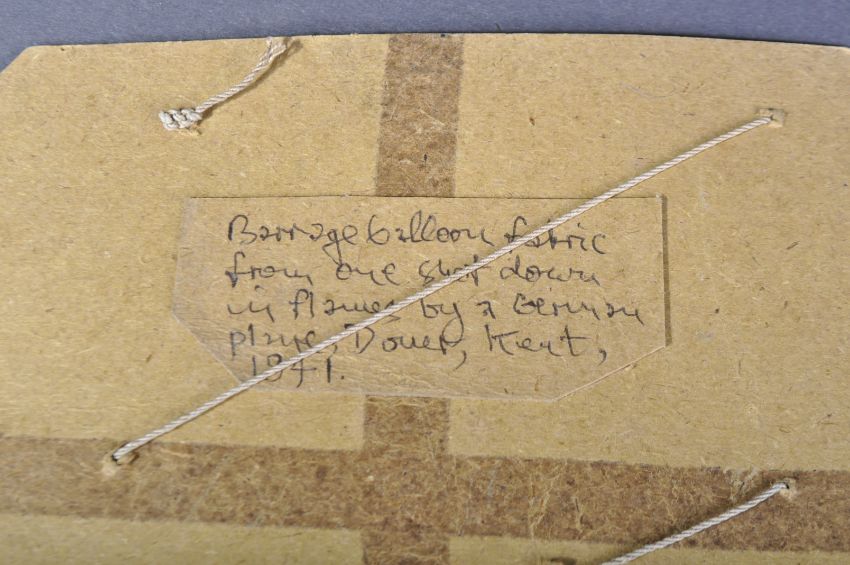 Barrage balloon fabric
from one shot down
in flames by a German
plane, Dover, Kent,
1941.